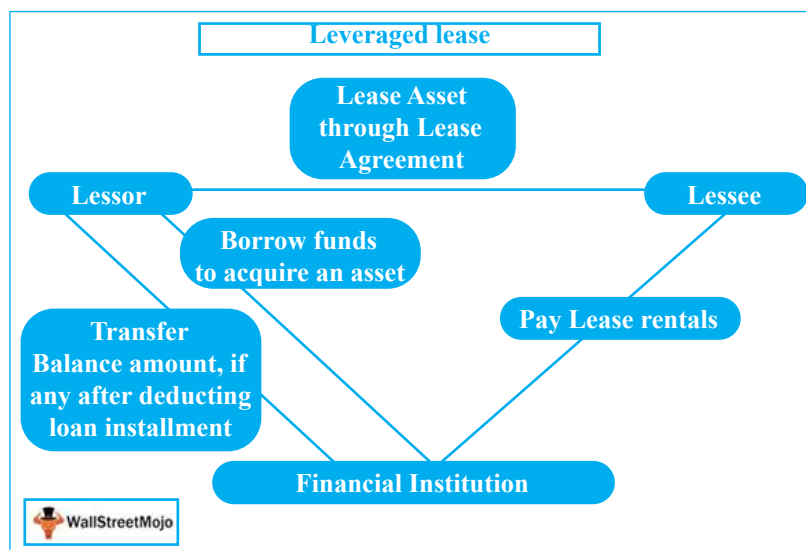 Leveraged lease
Lease Asset
through Lease
Agreement
Lessor
Lessee
Borrow funds
to acquire an asset
Pay Lease rentals
Transfer
Balance amount, if
any after deducting
loan installment
Financial Institution
WallStreetMojo